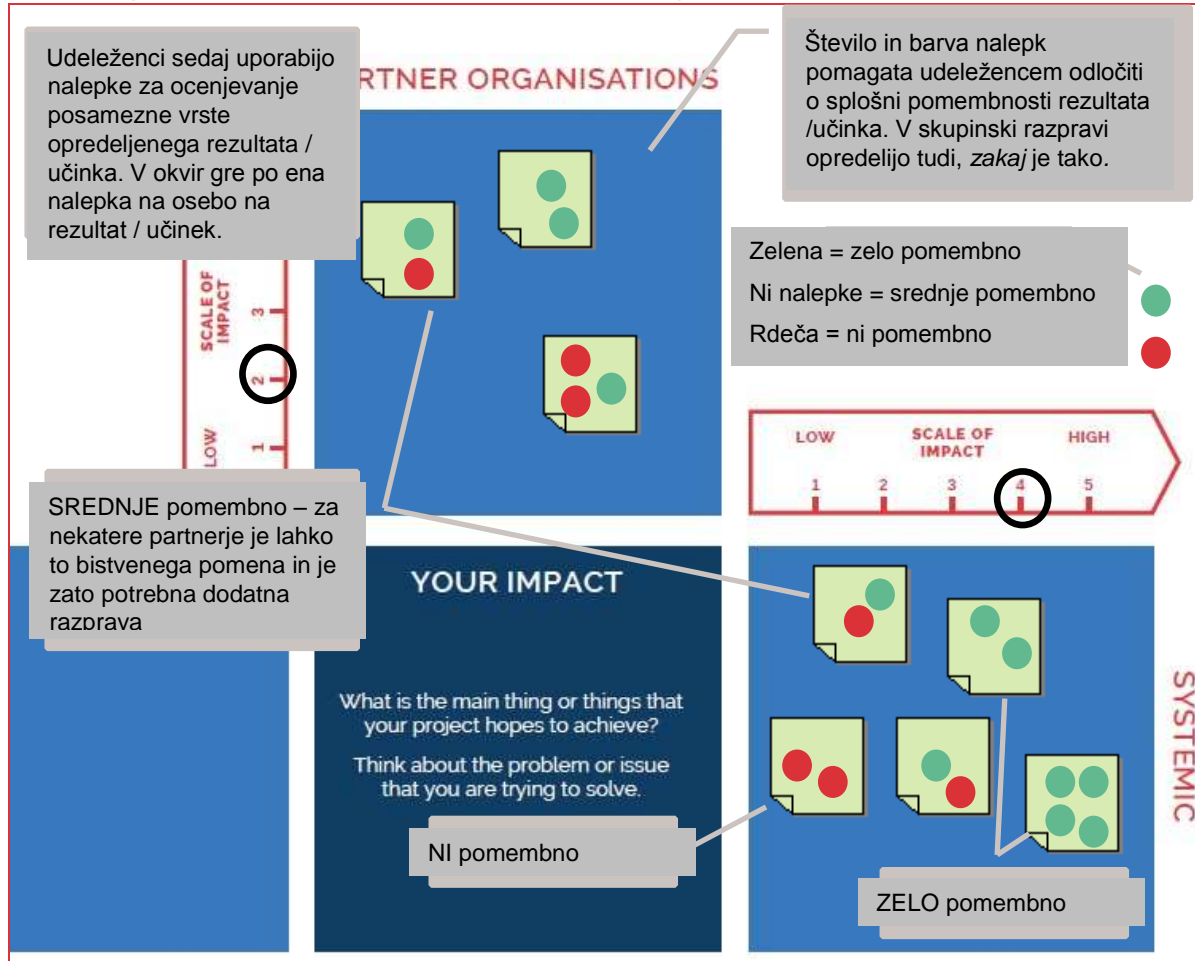 Udeleženci sedaj uporabijo
nalepke za ocenjevanje
posamezne vrste
opredeljenega rezultata /
učinka. V okvir gre po ena
nalepka na osebo na
rezultat / učinek.
RTNER ORGANISATIONS
Število in barva nalepk
pomagata udeležencem odločiti
o splošni pomembnosti rezultata
/učinka. V skupinski razpravi
opredelijo tudi, zakaj je tako.
Zelena = zelo pomembno
Ni nalepke = srednje pomembno
Rdeča = ni pomembno
SCALE OF
IMPACT
LOW
1
2
3
LOW
SCALE OF
IMPACT
HIGH
1 2 3 4 5
SREDNJE pomembno – za
nekatere partnerje je lahko
to bistvenega pomena in je
zato potrebna dodatna
razprava
YOUR IMPACT
What is the main thing or things that
your project hopes to achieve?
Think about the problem or issue
that you are trying to solve.
NI pomembno
ZELO pomembno
SYSTEMIC